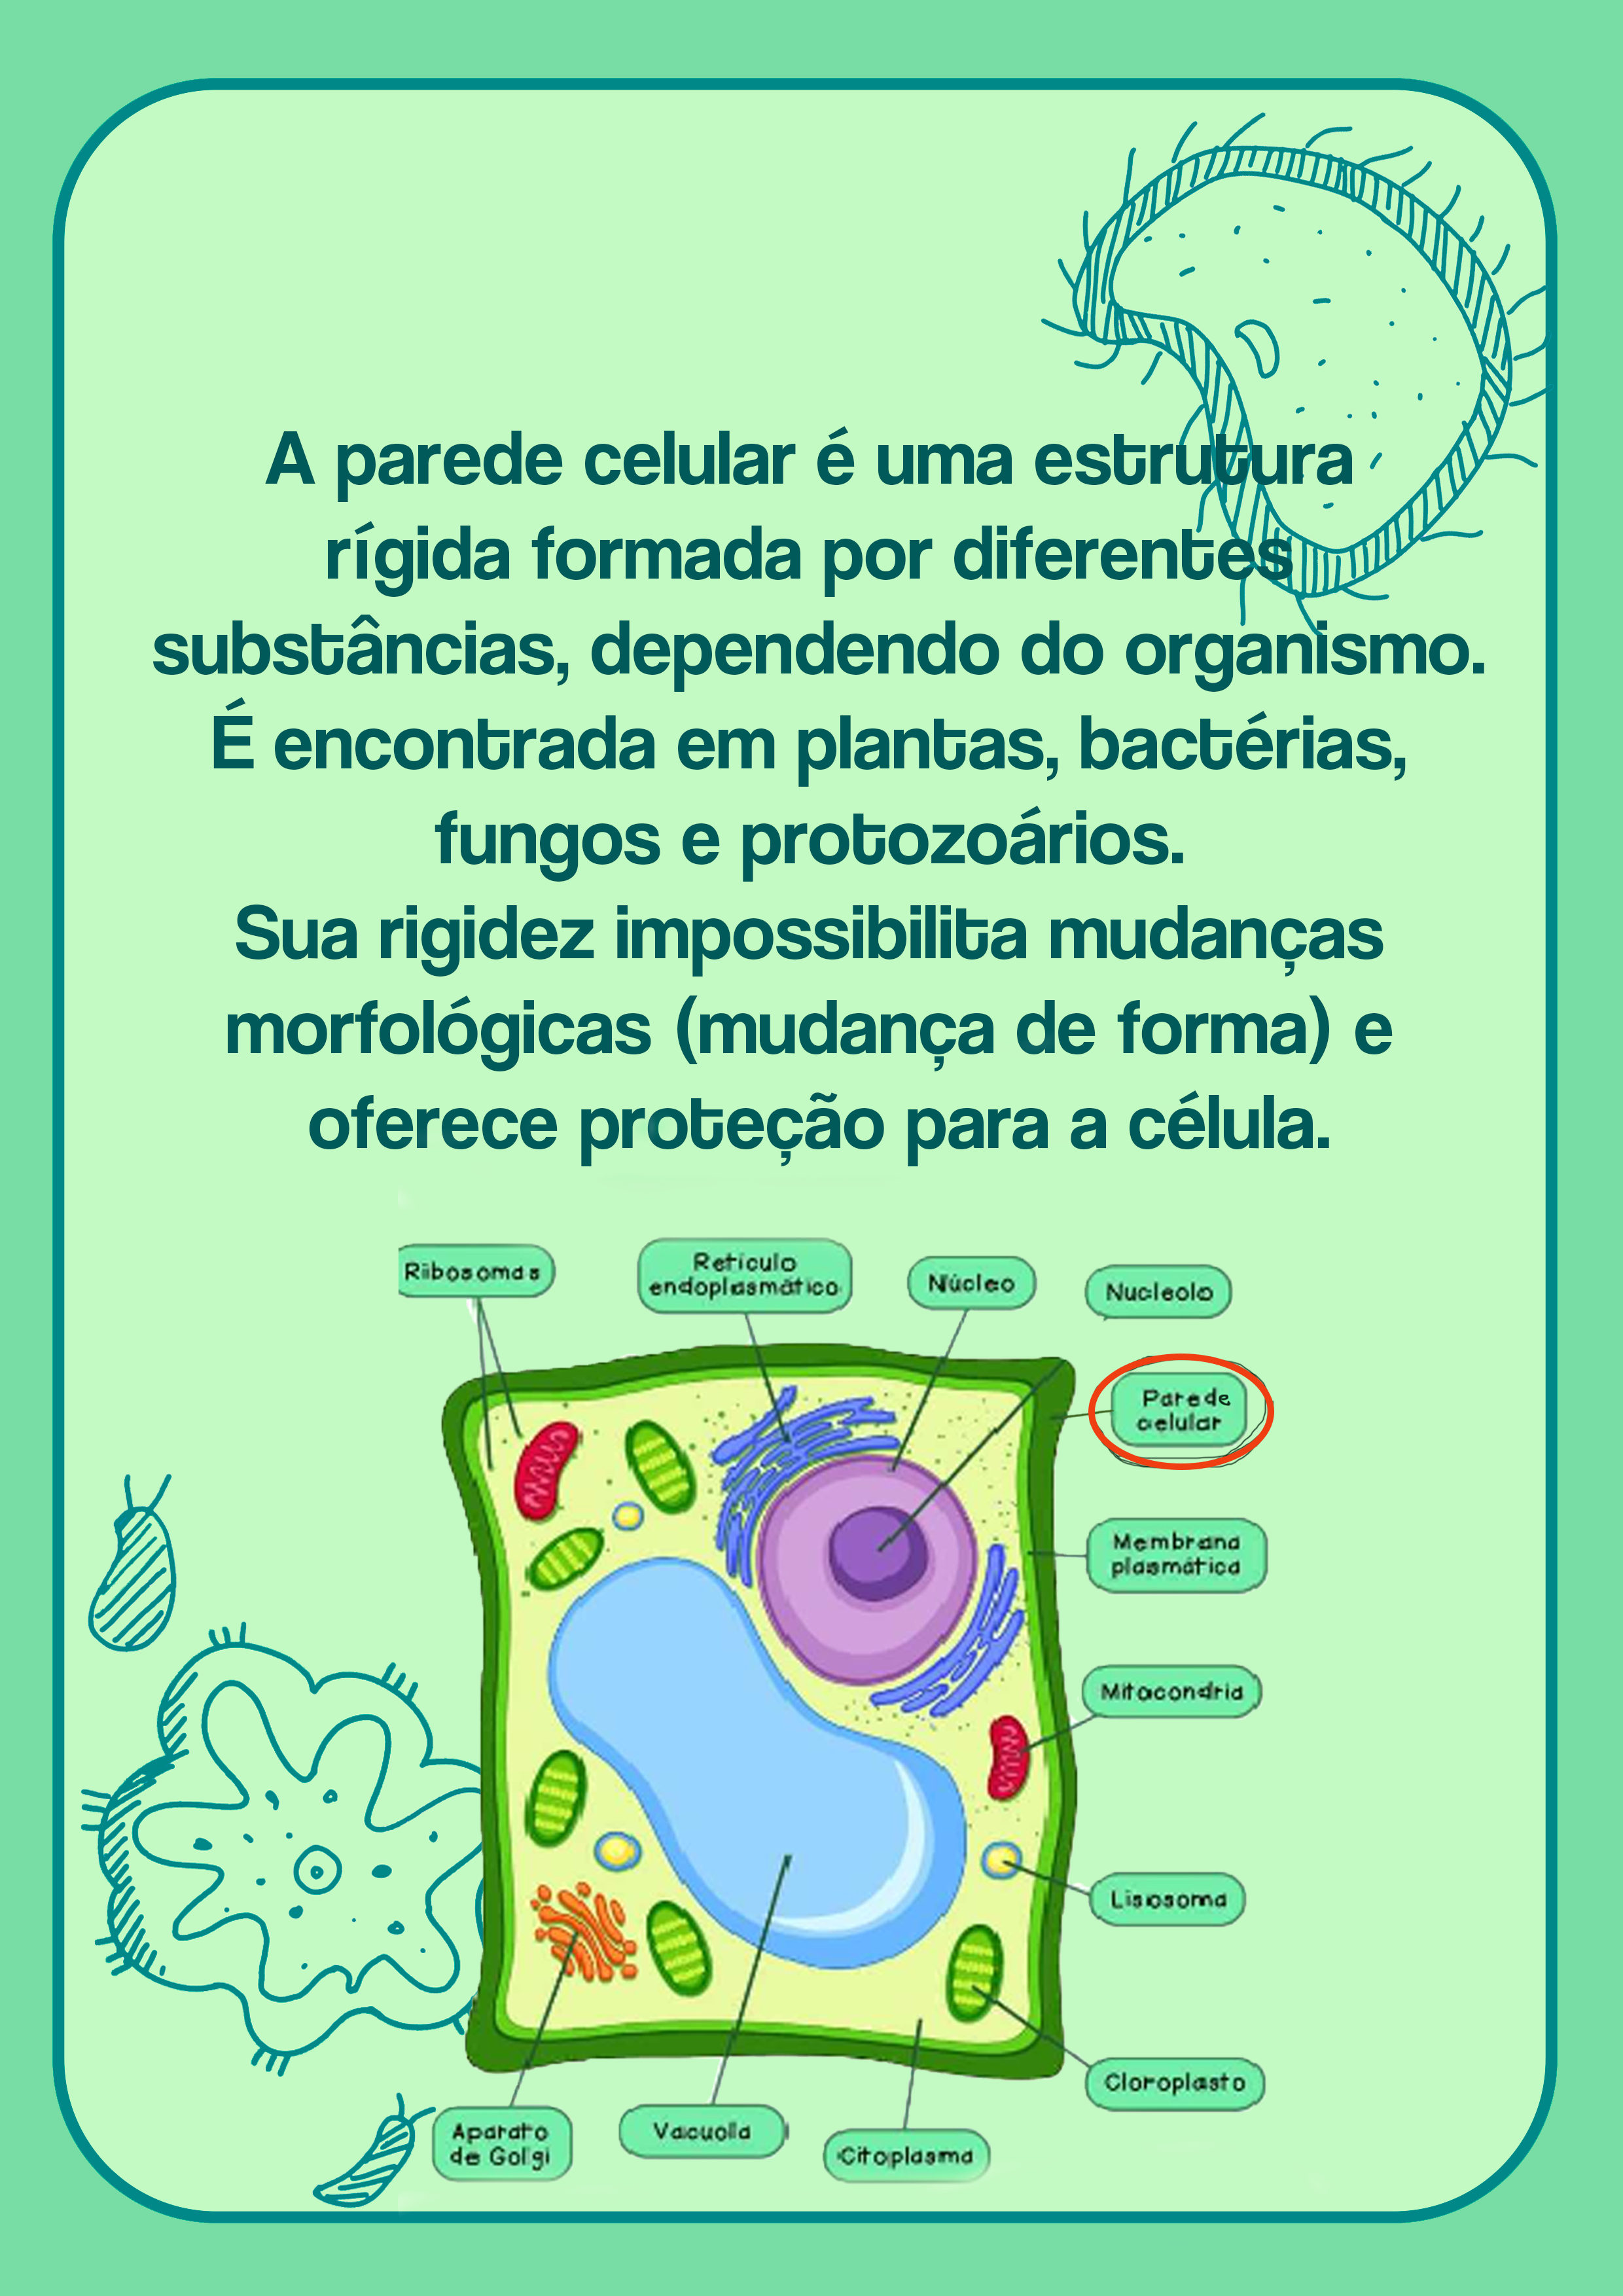 A parede celular é uma estrutura
rígida formada por diferentes
substâncias, dependendo do organismo.
É encontrada em plantas, bactérias,
fungos e protozoários.
Sua rigidez impossibilita mudanças
morfológicas (mudança de forma) e
oferece proteção para a célula.
Ribosomas
Retículo
endoplasmático
Núcleo
Nucleolo
Parede
celular
Membrana
plasmática
Mitocondria
Lisosoma
Cloroplasto
Aparato
de Golgi
Vacuola
Citoplasma